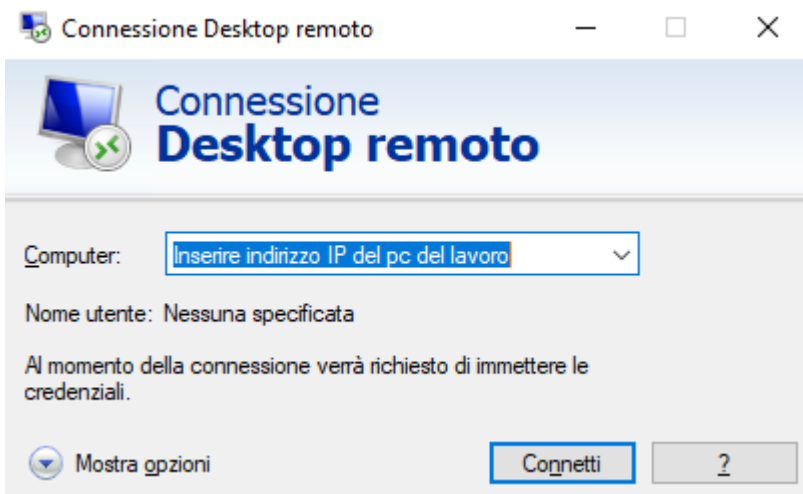 Connessione Desktop remoto
Connessione
Desktop remoto
Computer: Inserire indirizzo IP del pc del lavoro
Nome utente: Nessuna specificata
Al momento della connessione verrà richiesto di immettere le
credenziali.
Mostra opzioni Connetti ?